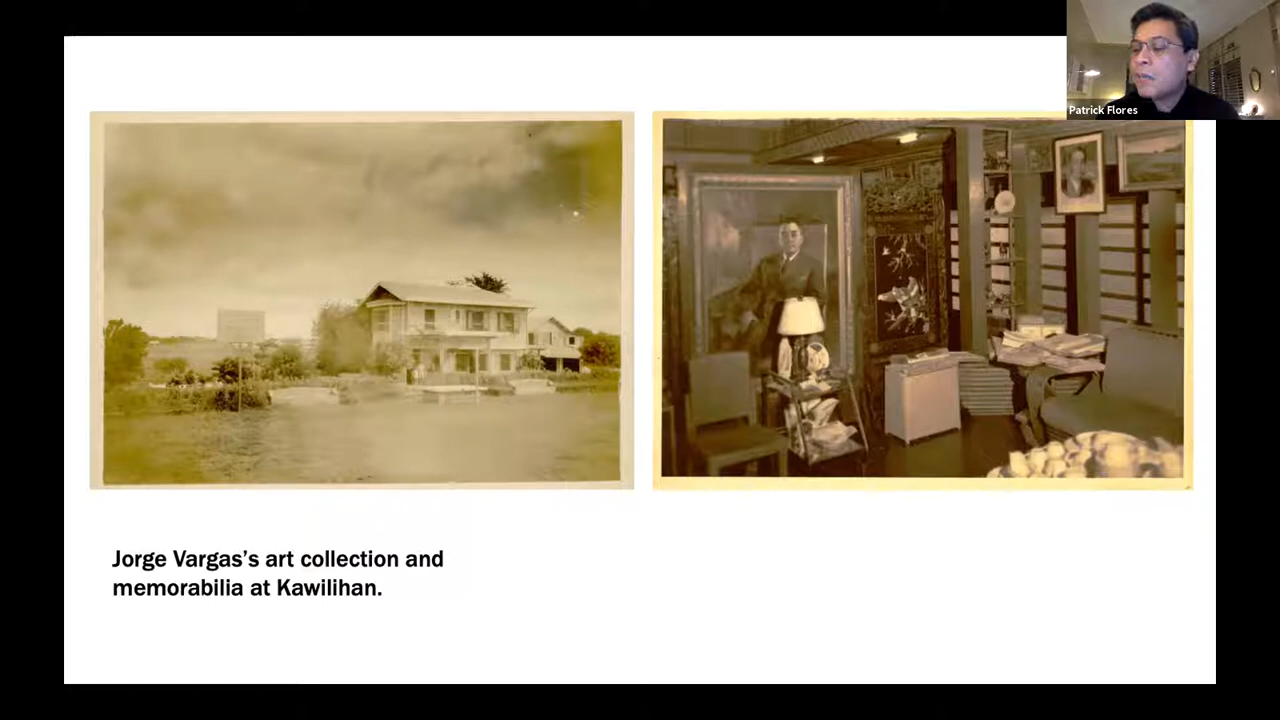 Patrick Flores
Jorge Vargas’s art collection and
memorabilia at Kawilihan.